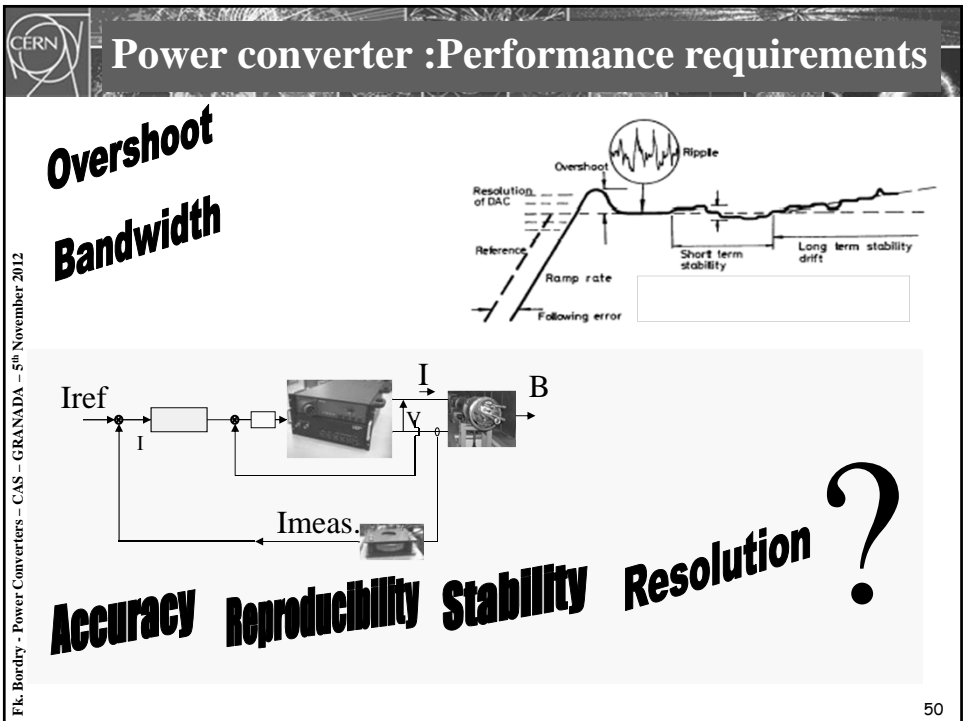 CERN
Power converter :Performance requirements
Overshoot
Bandwidth
Ripple
Overshoot
Resolution
of DAC
Reference
Ramp rate
Following error
Short term
stability
Long term stability
drift
Iref
I
I
V
B
Imeas.
Accuracy
Reproducibility
Stability
Resolution
?
Fk. Bordry - Power Converters – CAS – GRANADA – 5th November 2012
50